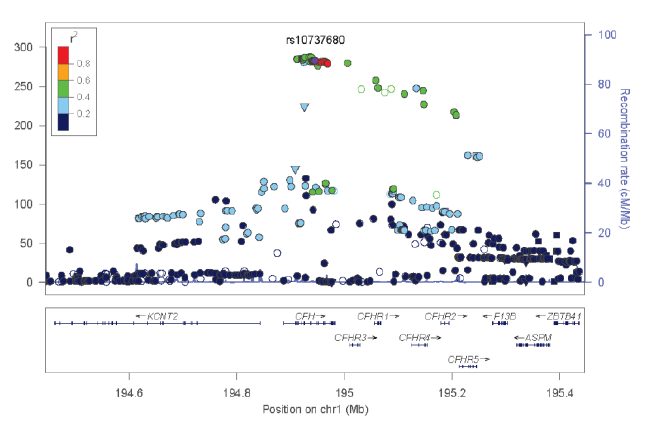 rs10737680
r²
0.8
0.6
0.4
0.2
300
250
200
150
100
50
0
100
80
60
40
20
0
Recombination rate (cM/Mb)
←KCNT2
CFH→
CFHR1→
CFHR2→
←F13B
←ZBTB41
CFHR3→
CFHR4→
←ASPM
CFHR5→
194.6
194.8
195
195.2
195.4
Position on chr1 (Mb)